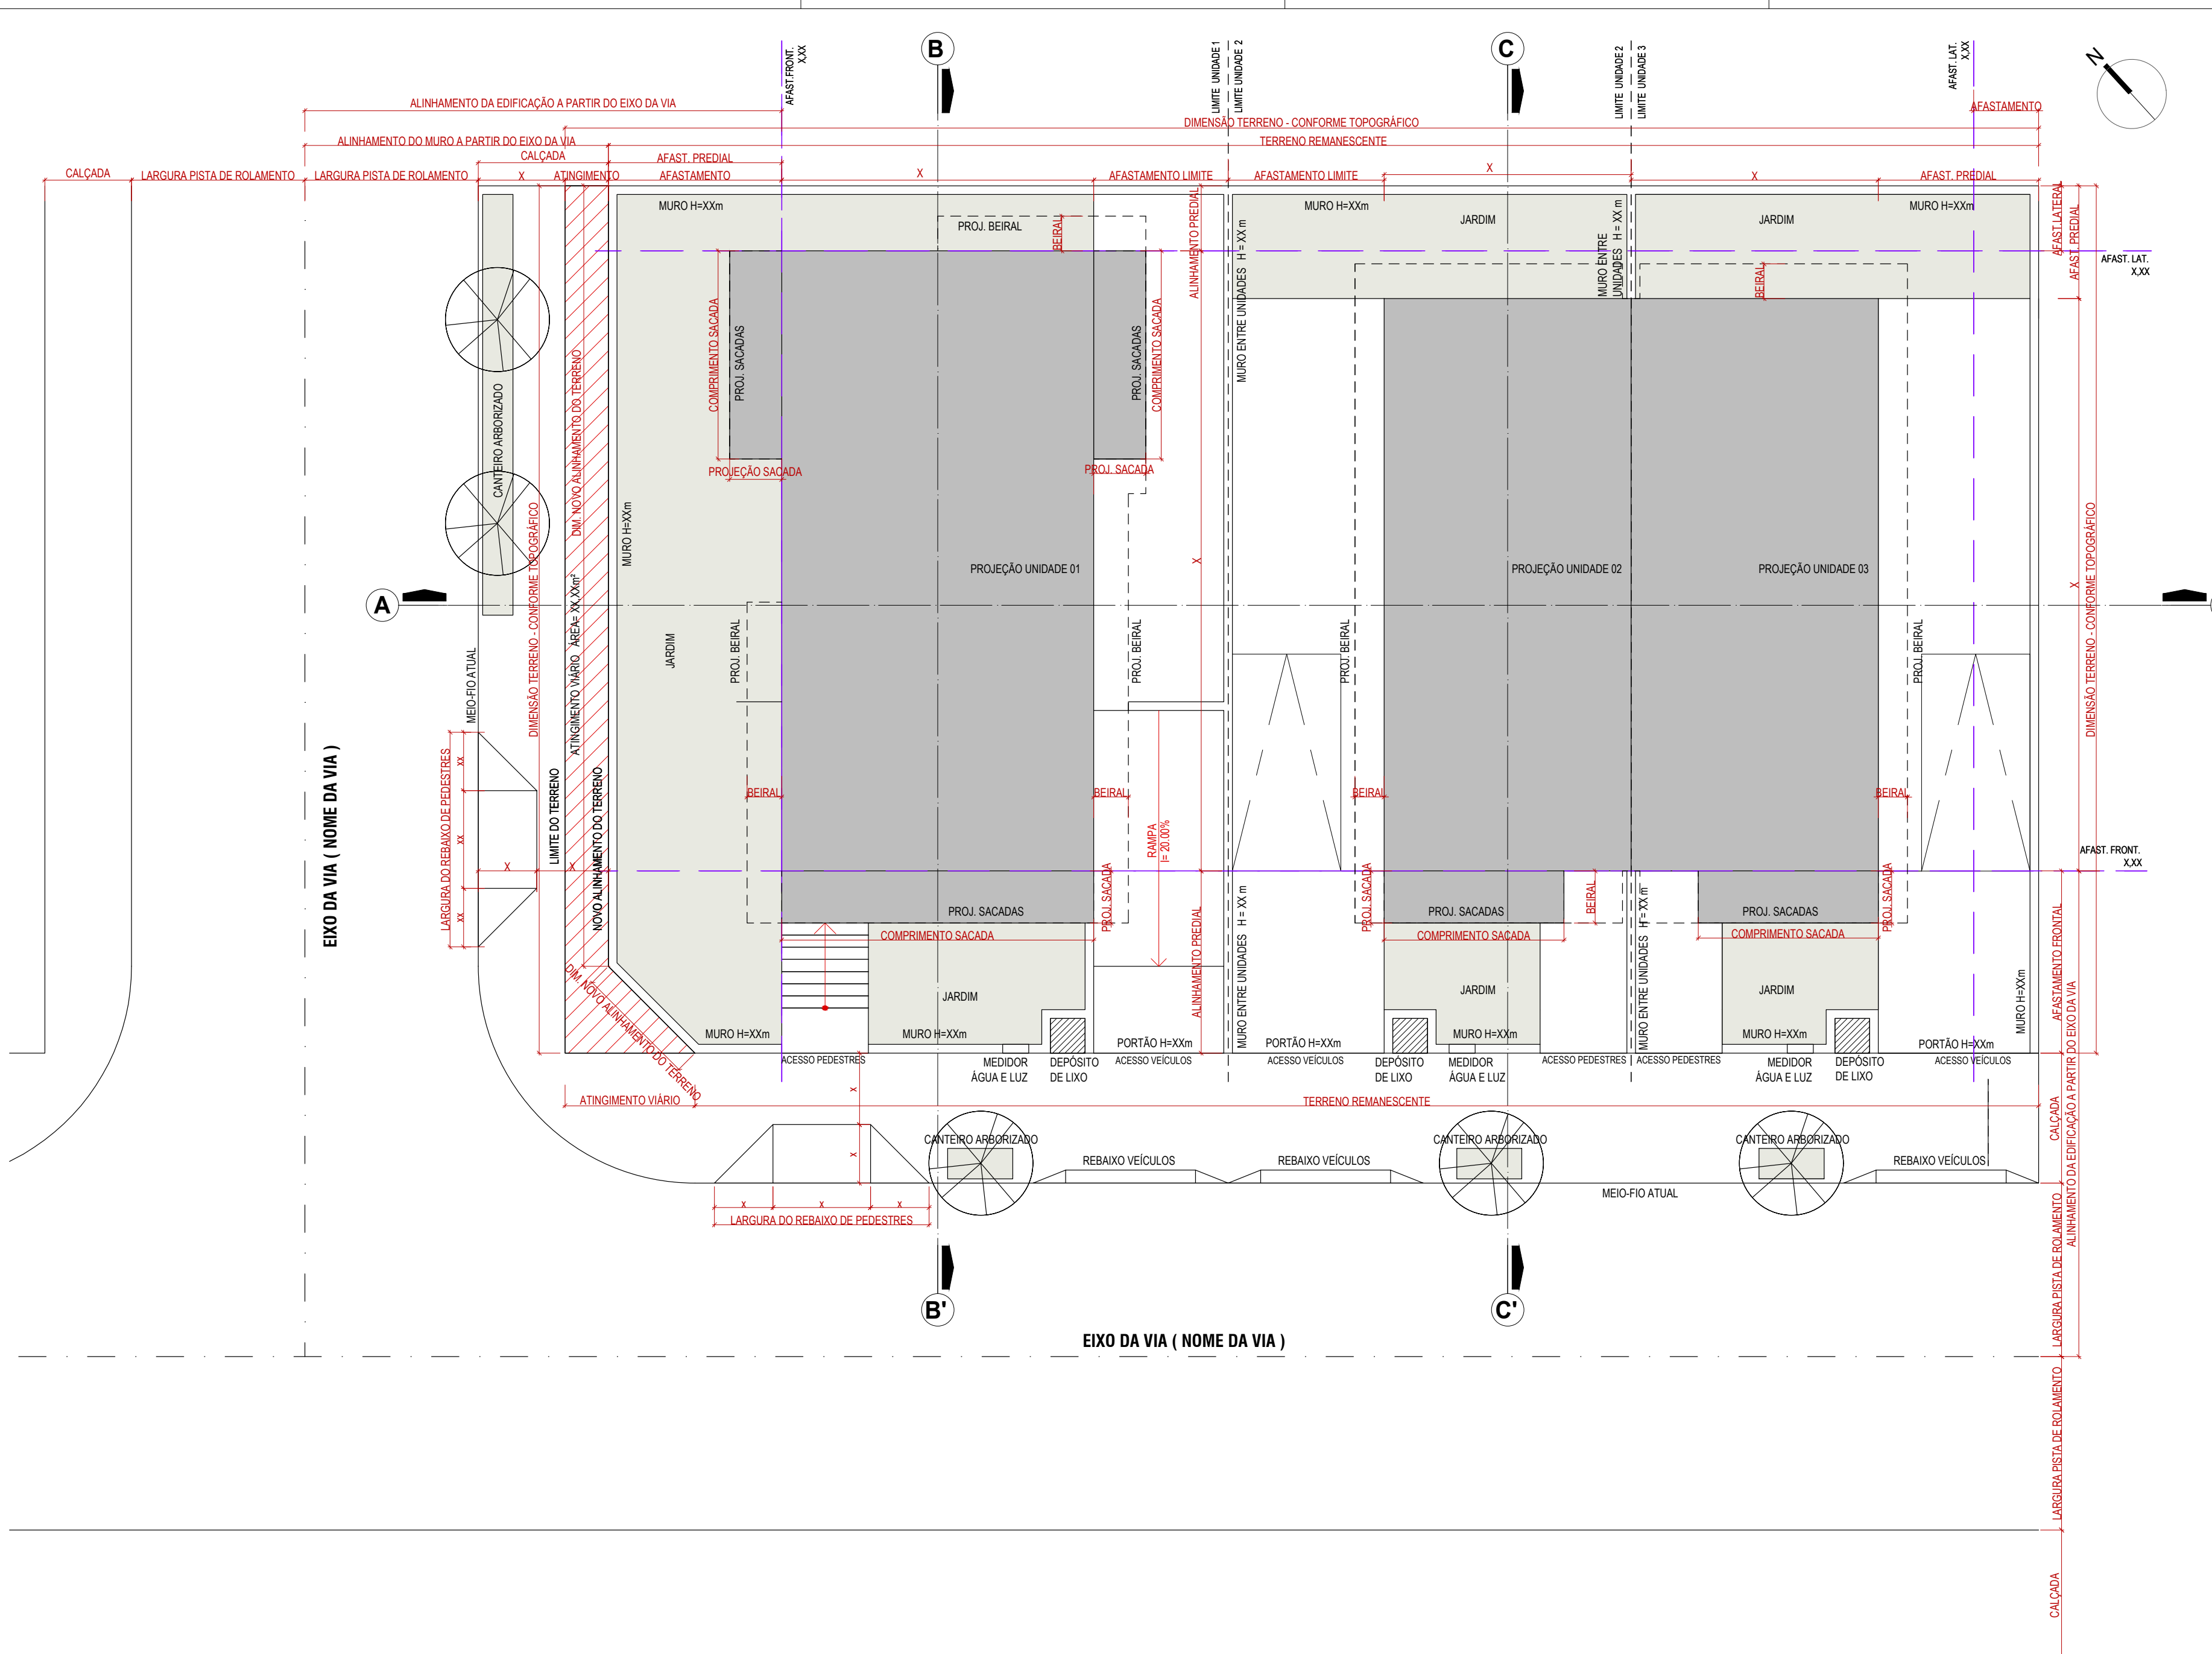 B
C
N
AFAST.FRONT.
X,XX
LIMITE UNIDADE 1
LIMITE UNIDADE 2
LIMITE UNIDADE 2
LIMITE UNIDADE 3
AFAST. LAT.
X,XX
ALINHAMENTO DA EDIFICAÇÃO A PARTIR DO EIXO DA VIA
AFASTAMENTO
DIMENSÃO TERRENO - CONFORME TOPOGRÁFICO
ALINHAMENTO DO MURO A PARTIR DO EIXO DA VIA
TERRENO REMANESCENTE
CALÇADA
AFAST. PREDIAL
CALÇADA
LARGURA PISTA DE ROLAMENTO
LARGURA PISTA DE ROLAMENTO
X
ATINGIMENTO
AFASTAMENTO
X
AFASTAMENTO LIMITE
AFASTAMENTO LIMITE
X
X
AFAST. PREDIAL
MURO H=XXm
PROJ. BEIRAL
BEIRAL
ALINHAMENTO PREDIAL
MURO ENTRE UNIDADES H = XX m
MURO H=XXm
JARDIM
MURO ENTRE
UNIDADES H = XX m
JARDIM
MURO H=XXm
AFAST. LATERAL
AFAST. PREDIAL
AFAST. LAT.
X,XX
BEIRAL
COMPRIMENTO SACADA
PROJ. SACADAS
PROJ. SACADAS
COMPRIMENTO SACADA
CANTEIRO ARBORIZADO
DIM. NOVO ALINHAMENTO DO TERRENO
PROJEÇÃO SACADA
PROJ. SACADA
DIMENSÃO TERRENO - CONFORME TOPOGRÁFICO
MURO H=XXm
PROJEÇÃO UNIDADE 01
X
PROJEÇÃO UNIDADE 02
PROJEÇÃO UNIDADE 03
X
DIMENSÃO TERRENO - CONFORME TOPOGRÁFICO
A
ATINGIMENTO VIÁRIO ÁREA= XX,XXm²
JARDIM
PROJ. BEIRAL
PROJ. BEIRAL
PROJ. BEIRAL
PROJ. BEIRAL
MEIO-FIO ATUAL
EIXO DA VIA ( NOME DA VIA )
LARGURA DO REBAIXO DE PEDESTRES
XX
XX
XX
X
X
LIMITE DO TERRENO
NOVO ALINHAMENTO DO TERRENO
BEIRAL
BEIRAL
RAMPA
I= 20.00%
BEIRAL
BEIRAL
AFAST. FRONT.
X,XX
PROJ. SACADAS
PROJ. SACADA
COMPRIMENTO SACADA
ALINHAMENTO PREDIAL
MURO ENTRE UNIDADES H = XX m
PROJ. SACADA
PROJ. SACADAS
COMPRIMENTO SACADA
BEIRAL
MURO ENTRE UNIDADES H = XX m
PROJ. SACADAS
COMPRIMENTO SACADA
PROJ. SACADA
AFASTAMENTO FRONTAL
DIM. NOVO ALINHAMENTO DO TERRENO
JARDIM
JARDIM
JARDIM
MURO H=XXm
MURO H=XXm
MURO H=XXm
MURO H=XXm
MURO H=XXm
PORTÃO H=XXm
PORTÃO H=XXm
PORTÃO H=XXm
ACESSO PEDESTRES
MEDIDOR
ÁGUA E LUZ
DEPÓSITO
DE LIXO
ACESSO VEÍCULOS
ACESSO VEÍCULOS
DEPÓSITO
DE LIXO
MEDIDOR
ÁGUA E LUZ
ACESSO PEDESTRES
ACESSO PEDESTRES
MEDIDOR
ÁGUA E LUZ
DEPÓSITO
DE LIXO
ACESSO VEÍCULOS
ATINGIMENTO VIÁRIO
X
TERRENO REMANESCENTE
CALÇADA
ALINHAMENTO DA EDIFICAÇÃO A PARTIR DO EIXO DA VIA
X
CANTEIRO ARBORIZADO
REBAIXO VEÍCULOS
REBAIXO VEÍCULOS
CANTEIRO ARBORIZADO
CANTEIRO ARBORIZADO
REBAIXO VEÍCULOS
MEIO-FIO ATUAL
X
X
X
LARGURA DO REBAIXO DE PEDESTRES
LARGURA PISTA DE ROLAMENTO
B'
C'
EIXO DA VIA ( NOME DA VIA )
LARGURA PISTA DE ROLAMENTO
CALÇADA